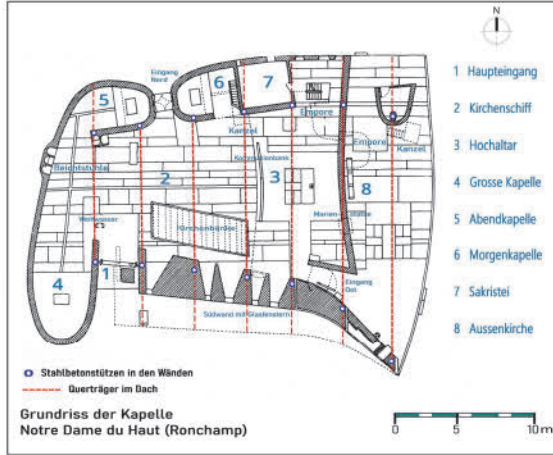 N
1 Haupteingang
2 Kirchenschiff
3 Hochaltar
4 Grosse Kapelle
5 Abendkapelle
6 Morgenkapelle
7 Sakristei
8 Aussenkirche
Eingang
Nord
5
6
7
Empore
Kanzel
Empore
Kanzel
Beichtstühle
2
Kommunionbank
3
8
Weihwasser
Kirchenbänke
Marien-Statue
4
1
Eingang
Ost
Südwand mit Glasfenstern
Stahlbetonstützen in den Wänden
Querträger im Dach
Grundriss der Kapelle
Notre Dame du Haut (Ronchamp)
0 5 10m